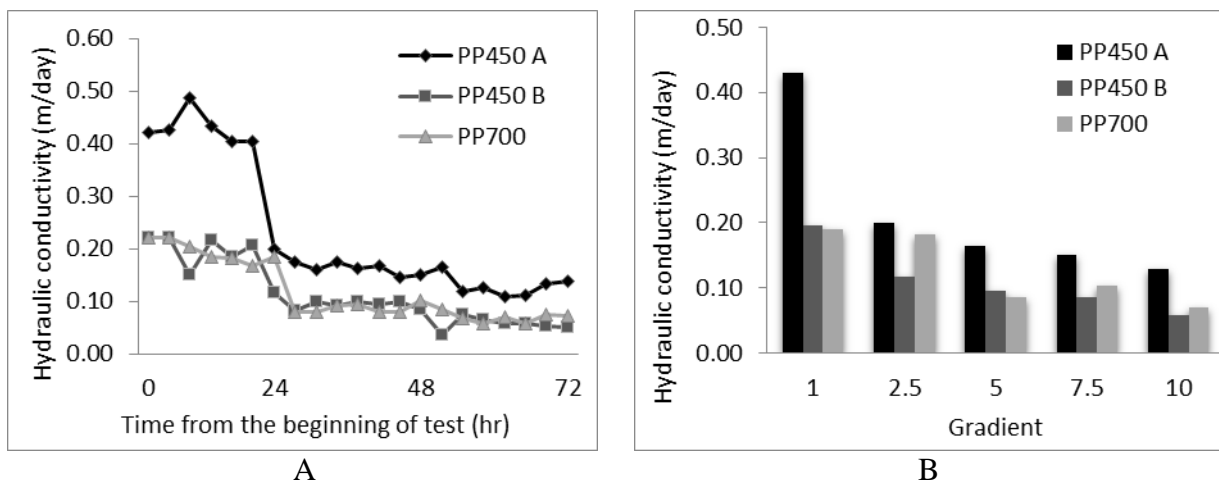 Hydraulic conductivity (m/day)
0.60
0.50
0.40
0.30
0.20
0.10
0.00
PP450 A
PP450 B
PP700
0 24 48 72
Time from the beginning of test (hr)
A
Hydraulic conductivity (m/day)
0.50
0.40
0.30
0.20
0.10
0.00
PP450 A
PP450 B
PP700
1 2.5 5 7.5 10
Gradient
B